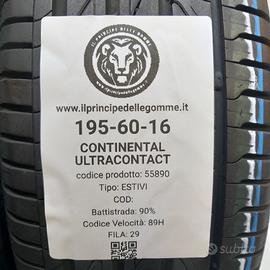 IL PRINCIPE DELLE GOMME
www.ilprincipedellegomme.it
195-60-16
CONTINENTAL
ULTRACONTACT
codice prodotto: 55890
Tipo: ESTIVI
COD:
Battistrada: 90%
Codice Velocità: 89H
FILA: 29
subito